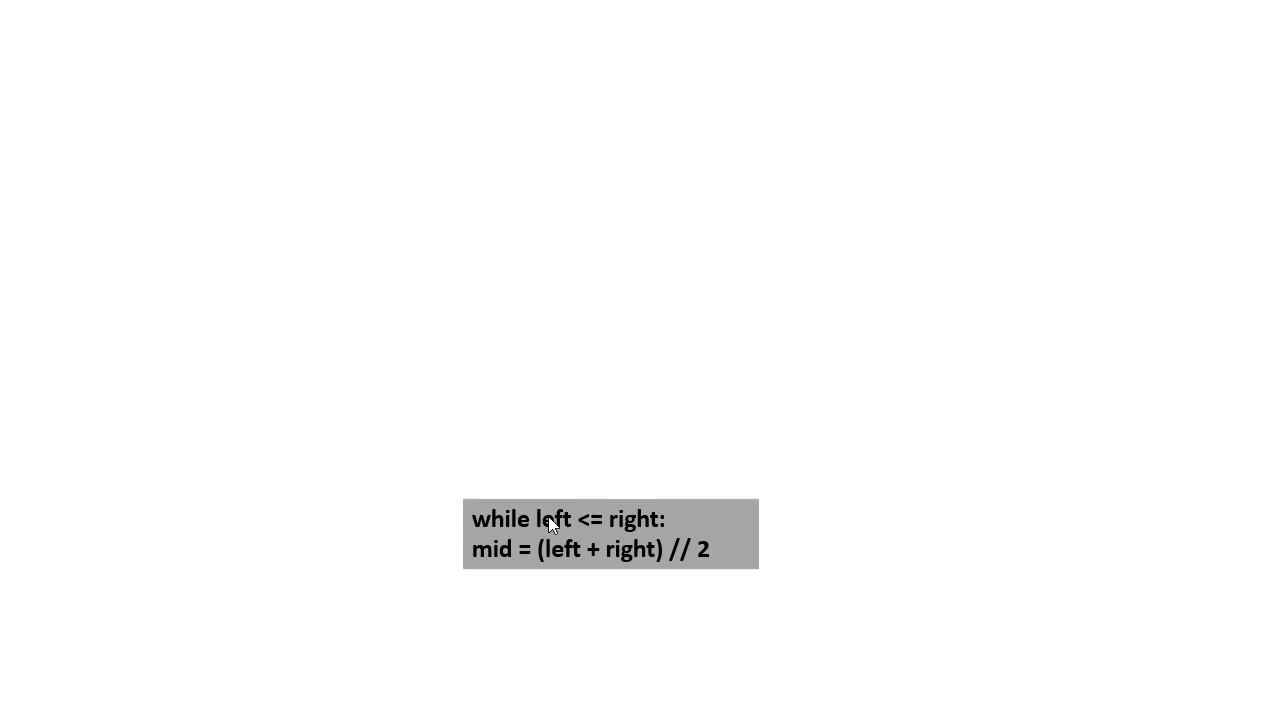 while left <= right:
mid = (left + right) // 2